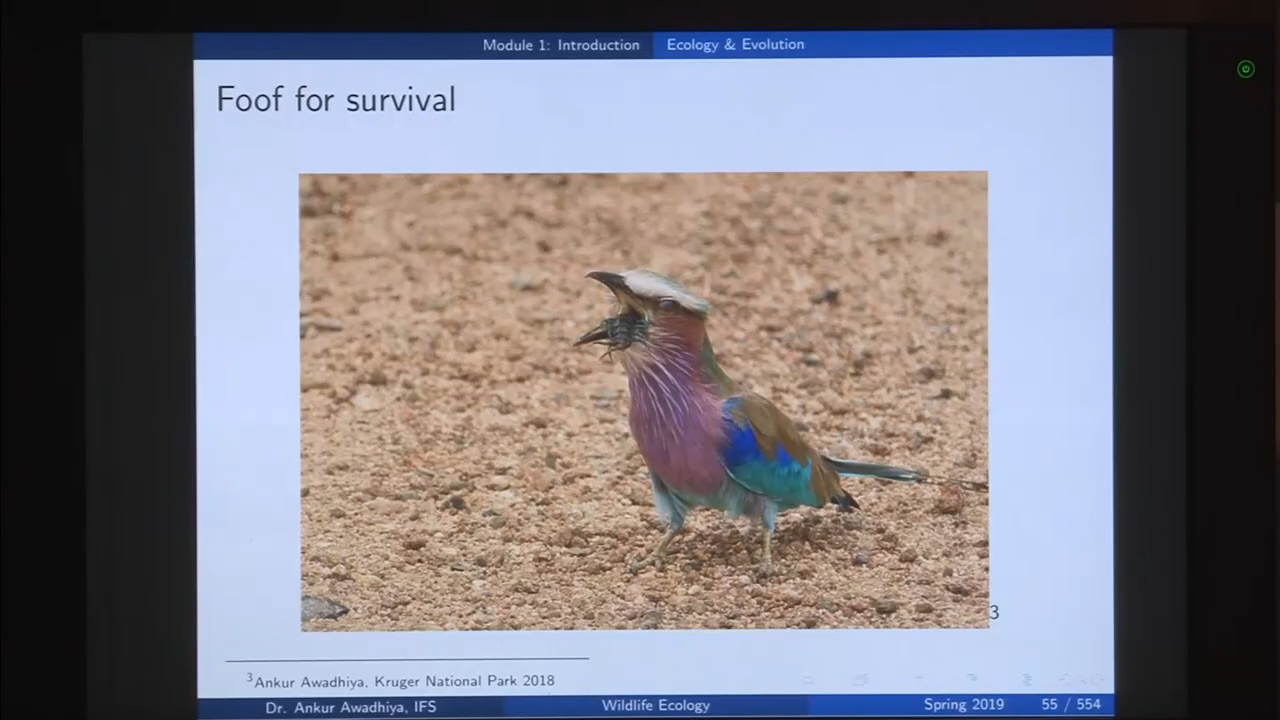 Module 1: Introduction Ecology & Evolution
Foof for survival
3
3Ankur Awadhiya, Kruger National Park 2018
Dr. Ankur Awadhiya, IFS Wildlife Ecology Spring 2019 55 / 554